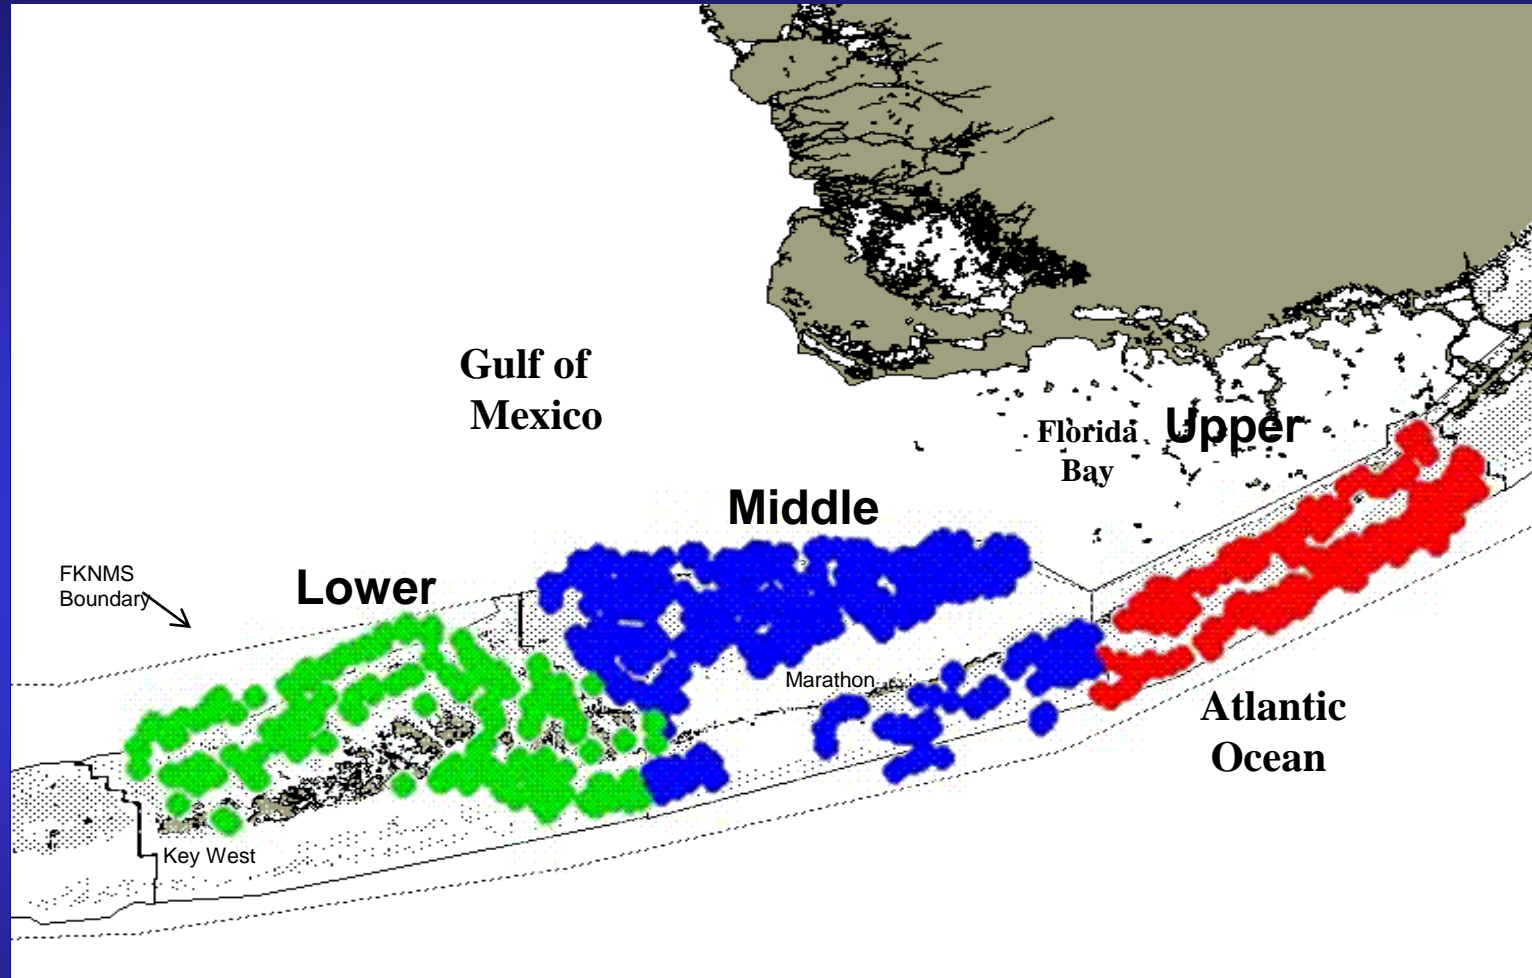 Gulf of
Mexico
Florida
Bay
Upper
Middle
Lower
FKNMS
Boundary
Marathon
Atlantic
Ocean
Key West